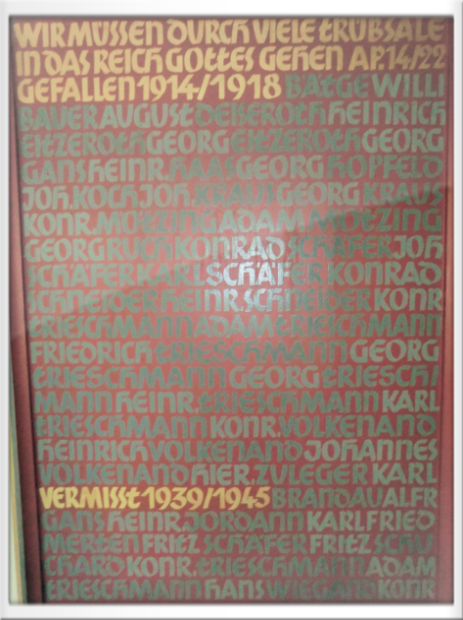 WIR MÜSSEN DURCH VIELE TRÜBSALE
IN DAS REICH GOTTES GEHEN AP.14/22
GEFALLEN 1914/1918 BATGE WILLI
BAUER AUGUST DEISEROTH HEINRICH
EITZEROTH GEORG EITZEROTH GEORG
GANS HEINR. HAAS GEORG HOPFELD
JOH. KOCH JOH. KRAUS GEORG KRAUS
KONR. MÖTZING ADAM MÖTZING
GEORG RUCH KONRAD SCHÄFER JOH
SCHÄFER KARL SCHÄFER KONRAD
SCHNEIDER HEINR. SCHNEIDER KONR
TRIESCHMANN ADAM TRIESCHMANN
FRIEDRICH TRIESCHMANN GEORG
TRIESCHMANN GEORG TRIESCH
MANN HEINR. TRIESCHMANN KARL
TRIESCHMANN KONR. VOLKENAND
HEINRICH VOLKENAND JOHANNES
VOLKENAND HIER. ZULEGER KARL
VERMISST 1939/1945 BRANDAU ALFR
GANS HEINR. JORDANN KARL FRIED
MERTEN FRITZ SCHÄFER FRITZ SCHU
CHARD KONR. TRIESCHMANN ADAM
TRIESCHMANN HANS WIEGAND KONR